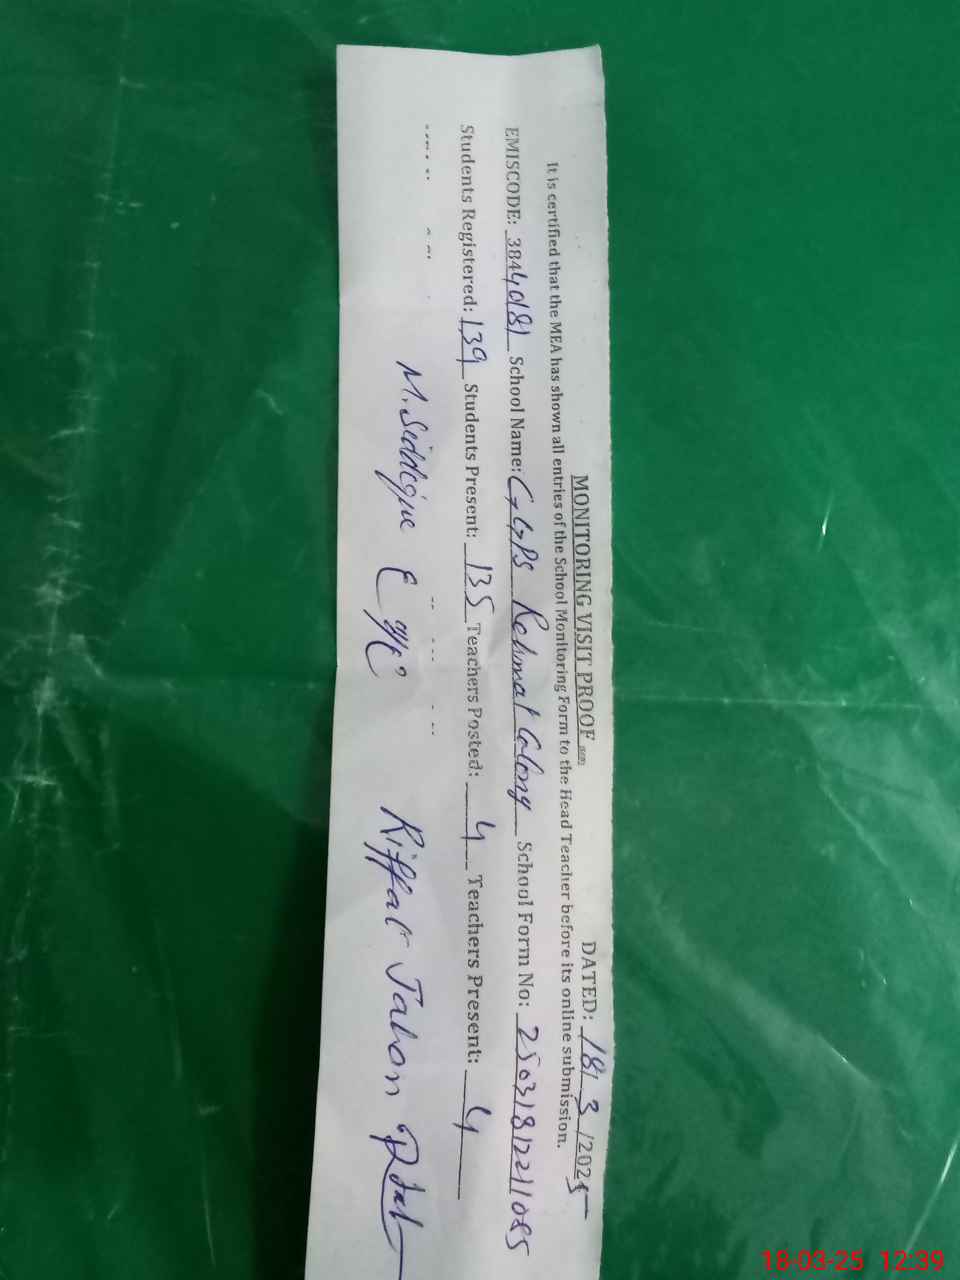 MONITORING VISIT PROOF DATED: 18/3/2025
It is certified that the MEA has shown all entries of the School Monitoring Form to the Head Teacher before its online submission.
EMISCODE: 38440181 School Name: GGPS Rehmat Colony School Form No: 250318122411085
Students Registered: 139 Students Present: 135 Teachers Posted: 4 Teachers Present: 4
M. Siddique Riffat Jahan
18-03-25 12:39